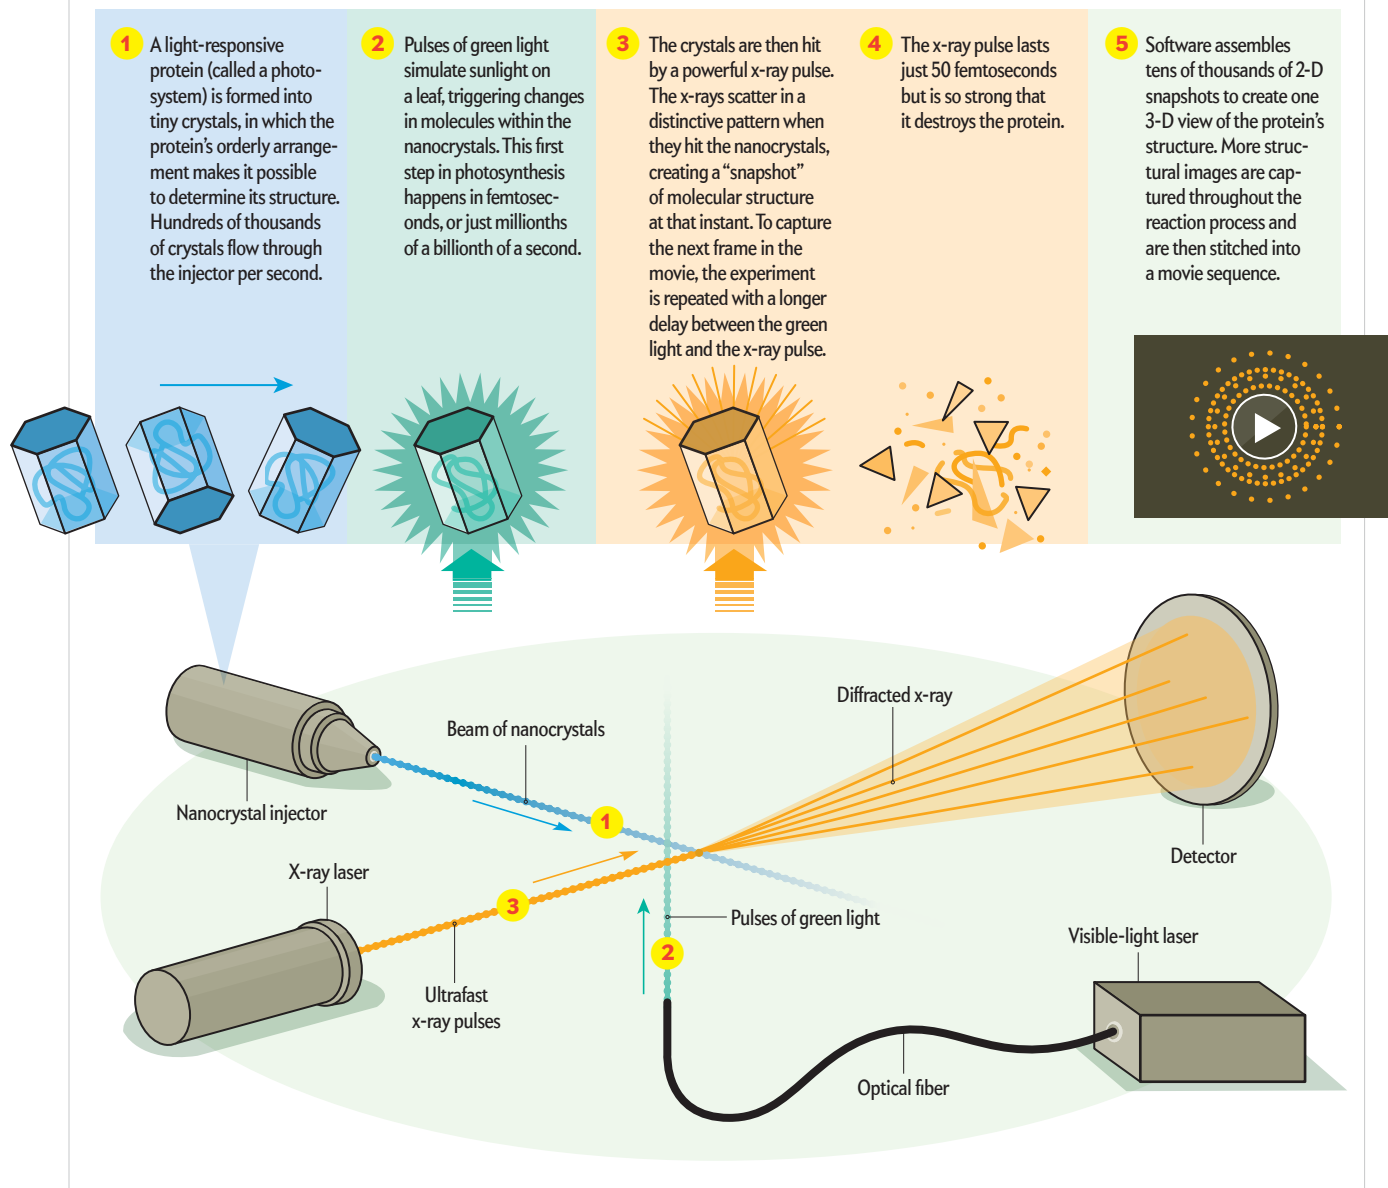 1
A light-responsive
protein (called a photo-
system) is formed into
tiny crystals, in which the
protein's orderly arrange-
ment makes it possible
to determine its structure.
Hundreds of thousands
of crystals flow through
the injector per second.
2
Pulses of green light
simulate sunlight on
a leaf, triggering changes
in molecules within the
nanocrystals. This first
step in photosynthesis
happens in femtosec-
onds, or just millionths
of a billionth of a second.
3
The crystals are then hit
by a powerful x-ray pulse.
The x-rays scatter in a
distinctive pattern when
they hit the nanocrystals,
creating a “snapshot”
of molecular structure
at that instant. To capture
the next frame in the
movie, the experiment
is repeated with a longer
delay between the green
light and the x-ray pulse.
4
The x-ray pulse lasts
just 50 femtoseconds
but is so strong that
it destroys the protein.
5
Software assembles
tens of thousands of 2-D
snapshots to create one
3-D view of the protein's
structure. More struc-
tural images are cap-
tured throughout the
reaction process and
are then stitched into
a movie sequence.
Diffracted x-ray
Beam of nanocrystals
Nanocrystal injector
1
Detector
X-ray laser
3
Pulses of green light
2
Visible-light laser
Ultrafast
x-ray pulses
Optical fiber